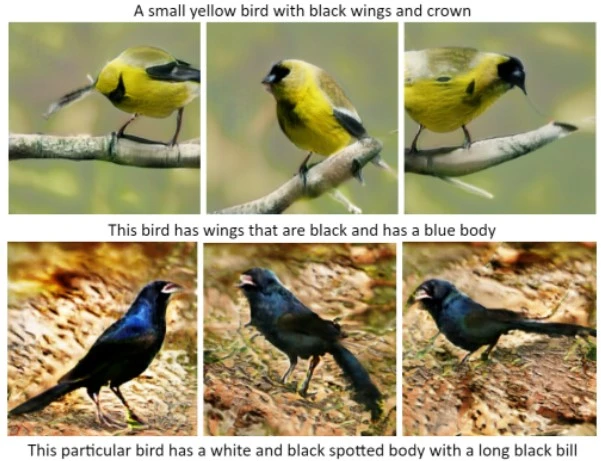 A small yellow bird with black wings and crown
This bird has wings that are black and has a blue body
This particular bird has a white and black spotted body with a long black bill